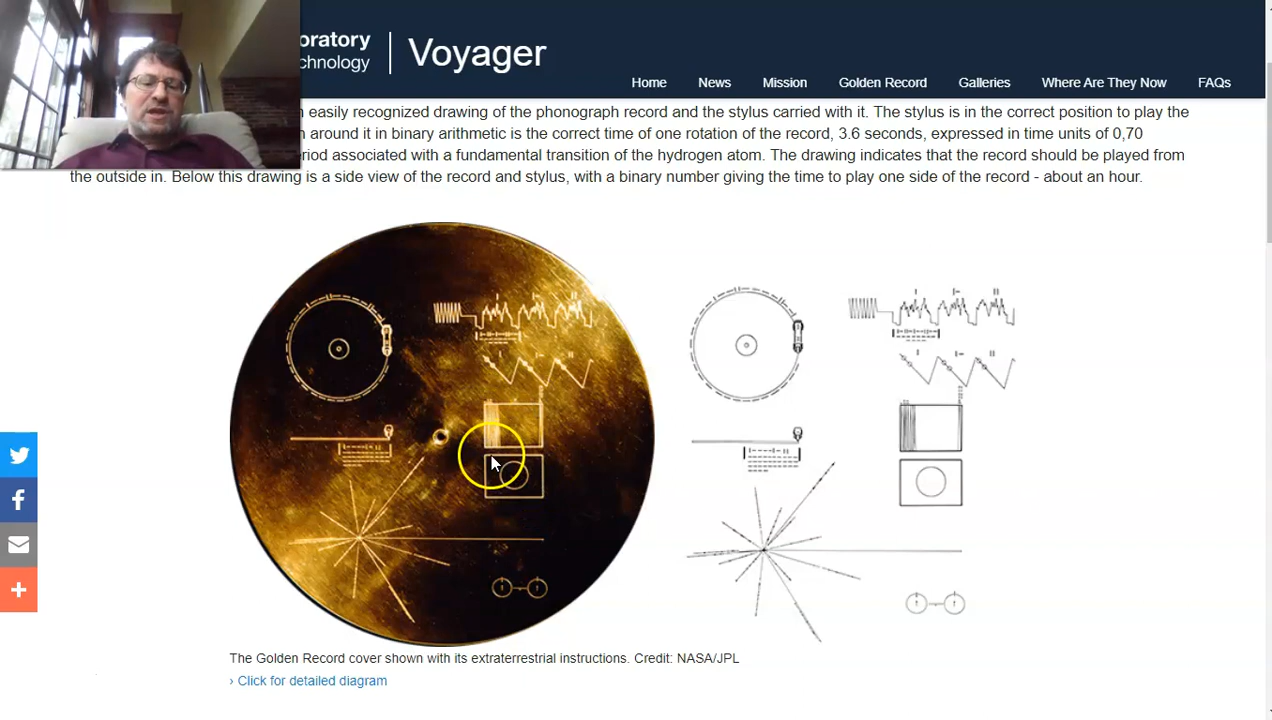 oratory
chnology
Voyager
Home News Mission Golden Record Galleries Where Are They Now FAQs
easily recognized drawing of the phonograph record and the stylus carried with it. The stylus is in the correct position to play the
around it in binary arithmetic is the correct time of one rotation of the record, 3.6 seconds, expressed in time units of 0,70
riod associated with a fundamental transition of the hydrogen atom. The drawing indicates that the record should be played from
the outside in. Below this drawing is a side view of the record and stylus, with a binary number giving the time to play one side of the record - about an hour.
The Golden Record cover shown with its extraterrestrial instructions. Credit: NASA/JPL
› Click for detailed diagram